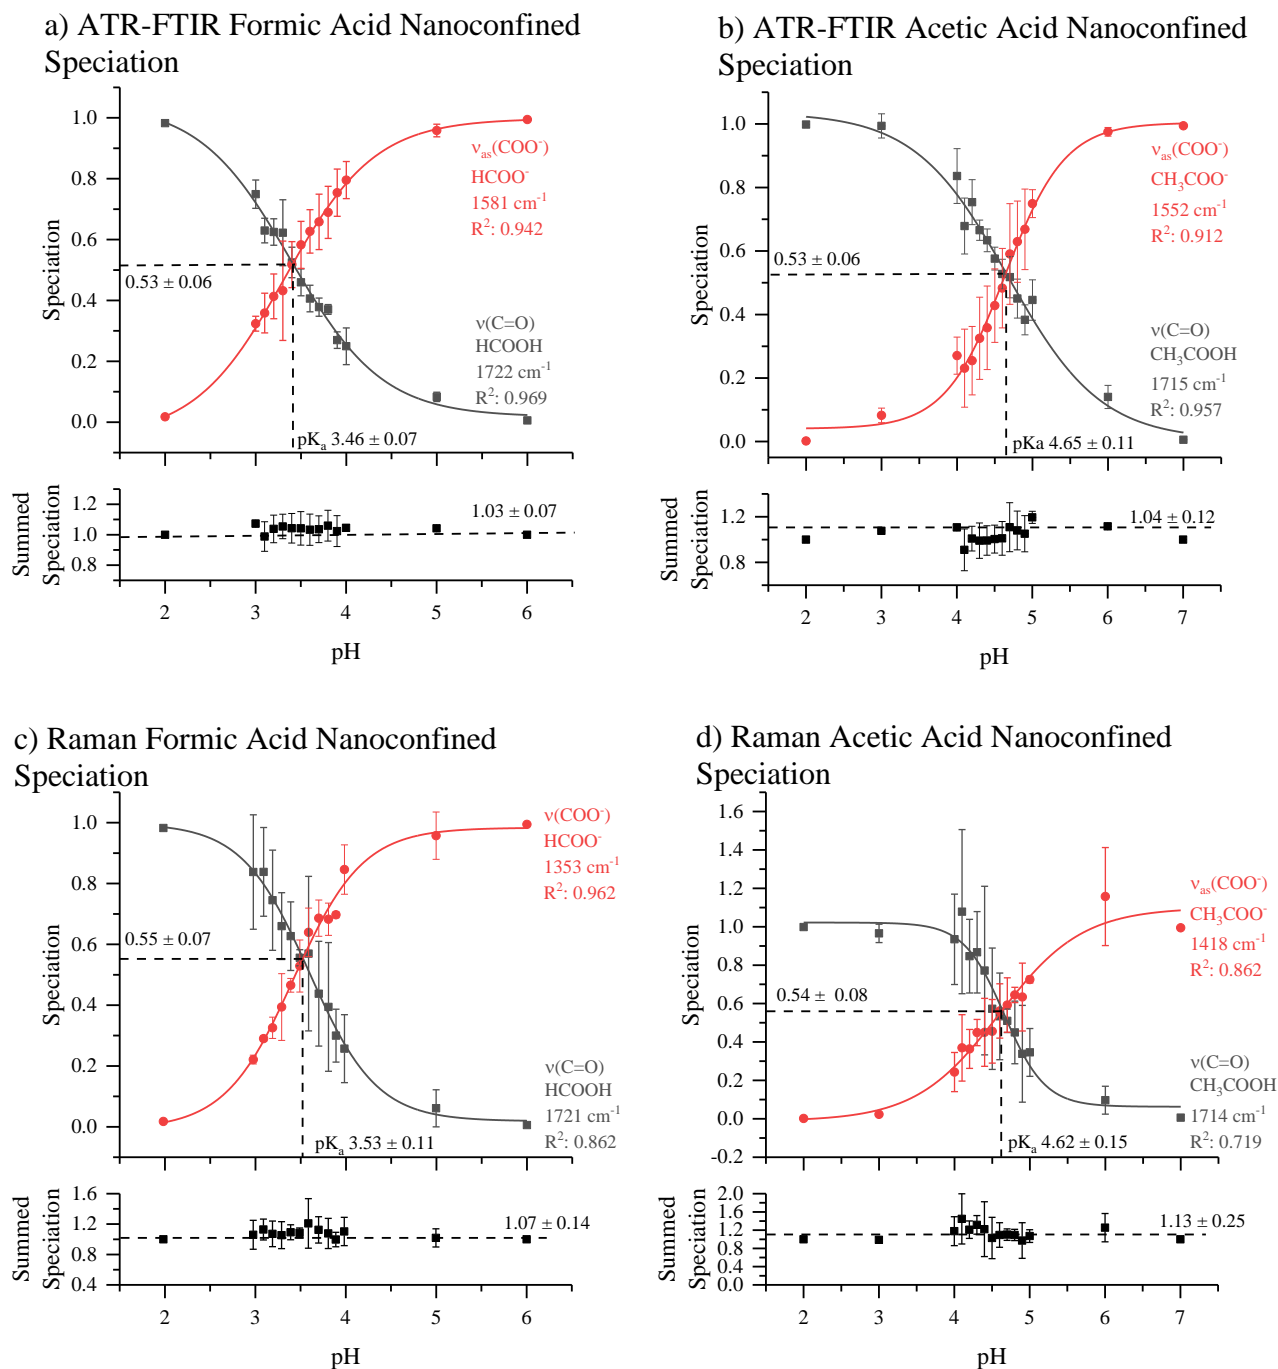 a) ATR-FTIR Formic Acid Nanoconfined
Speciation
1.0
0.8
0.6
0.4
0.2
0.0
Speciation
νas(COO⁻)
HCOO⁻
1581 cm⁻¹
R²: 0.942
0.53 ± 0.06
ν(C=O)
HCOOH
1722 cm⁻¹
R²: 0.969
pKₐ 3.46 ± 0.07
Summed
Speciation
1.2
1.0
0.8
1.03 ± 0.07
2 3 4 5 6
pH
b) ATR-FTIR Acetic Acid Nanoconfined
Speciation
1.0
0.8
0.6
0.4
0.2
0.0
Speciation
νas(COO⁻)
CH₃COO⁻
1552 cm⁻¹
R²: 0.912
0.53 ± 0.06
ν(C=O)
CH₃COOH
1715 cm⁻¹
R²: 0.957
pKa 4.65 ± 0.11
Summed
Speciation
1.2
1.0
0.8
1.04 ± 0.12
2 3 4 5 6 7
pH
c) Raman Formic Acid Nanoconfined
Speciation
1.0
0.8
0.6
0.4
0.2
0.0
Speciation
ν(COO⁻)
HCOO⁻
1353 cm⁻¹
R²: 0.962
0.55 ± 0.07
ν(C=O)
HCOOH
1721 cm⁻¹
R²: 0.862
pKₐ 3.53 ± 0.11
Summed
Speciation
1.6
1.2
0.8
0.4
1.07 ± 0.14
2 3 4 5 6
pH
d) Raman Acetic Acid Nanoconfined
Speciation
1.6
1.4
1.2
1.0
0.8
0.6
0.4
0.2
0.0
-0.2
Speciation
νas(COO⁻)
CH₃COO⁻
1418 cm⁻¹
R²: 0.862
0.54 ± 0.08
ν(C=O)
CH₃COOH
1714 cm⁻¹
R²: 0.719
pKₐ 4.62 ± 0.15
Summed
Speciation
2.0
1.6
1.2
0.8
0.4
0.0
1.13 ± 0.25
2 3 4 5 6 7
pH